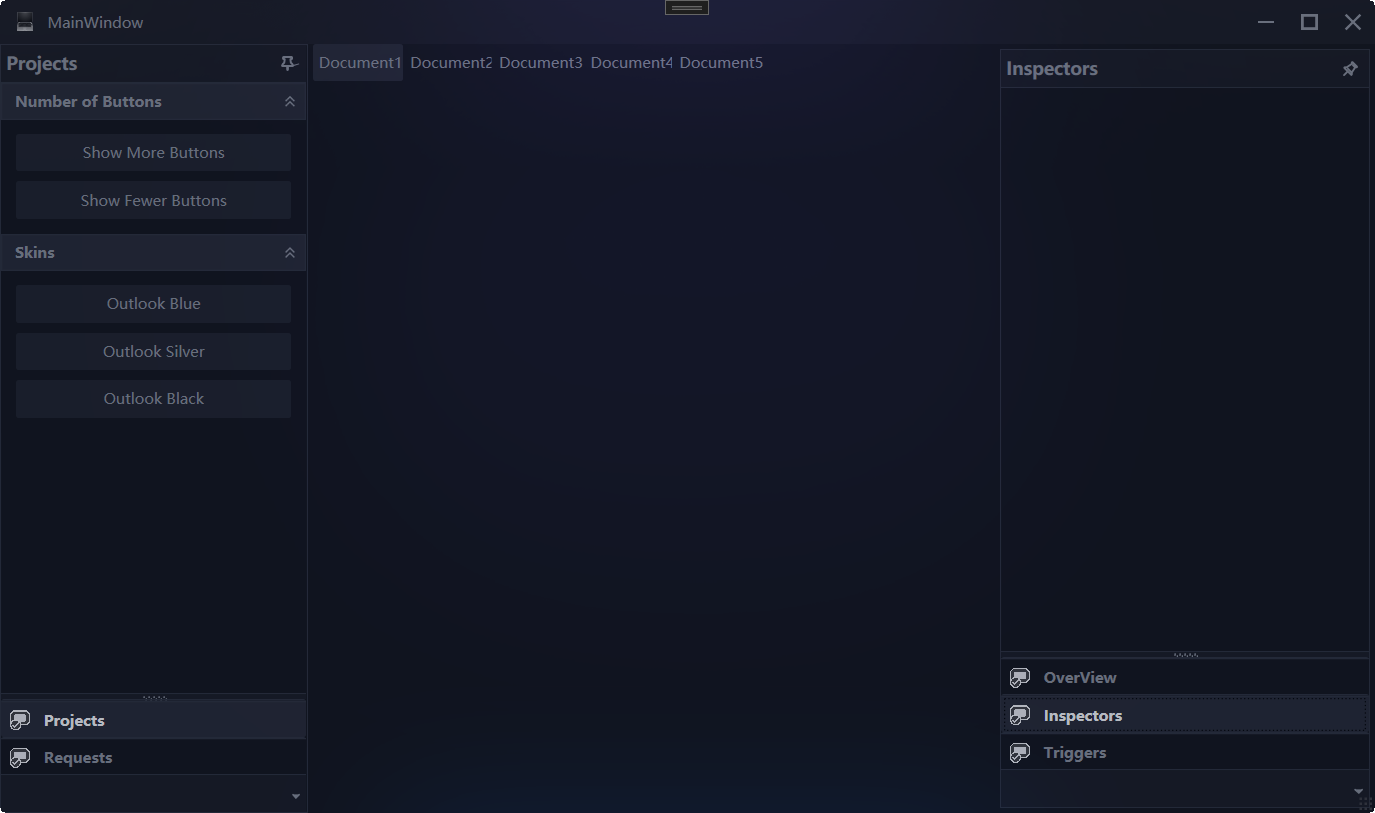 MainWindow
Projects
Number of Buttons
Show More Buttons
Show Fewer Buttons
Skins
Outlook Blue
Outlook Silver
Outlook Black
Projects
Requests
Document1 Document2 Document3 Document4 Document5
Inspectors
OverView
Inspectors
Triggers